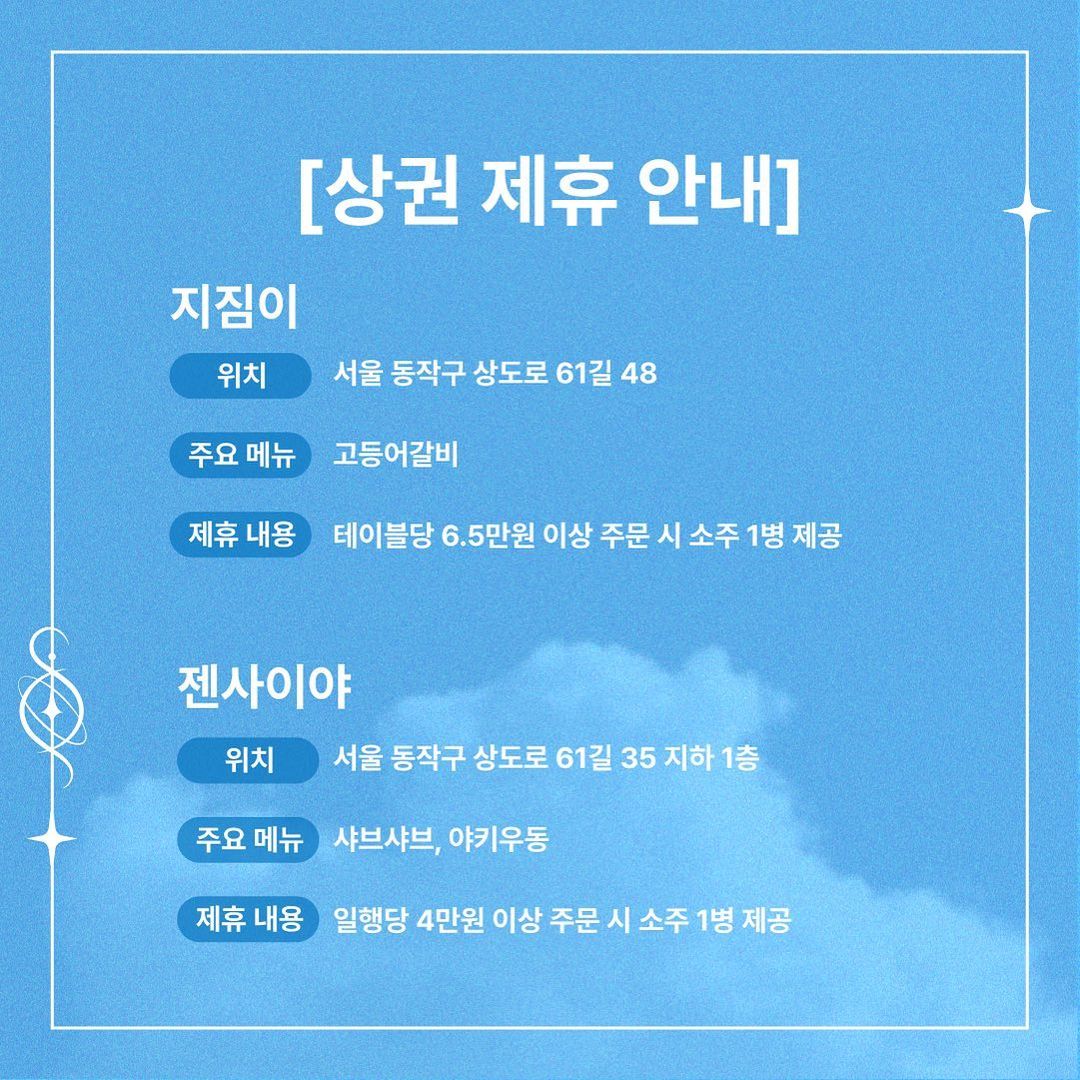 [상권 제휴 안내]
지짐이
위치 서울 동작구 상도로 61길 48
주요 메뉴 고등어갈비
제휴 내용 테이블당 6.5만원 이상 주문 시 소주 1병 제공
젠사이야
위치 서울 동작구 상도로 61길 35 지하 1층
주요 메뉴 샤브샤브, 야키우동
제휴 내용 일행당 4만원 이상 주문 시 소주 1병 제공